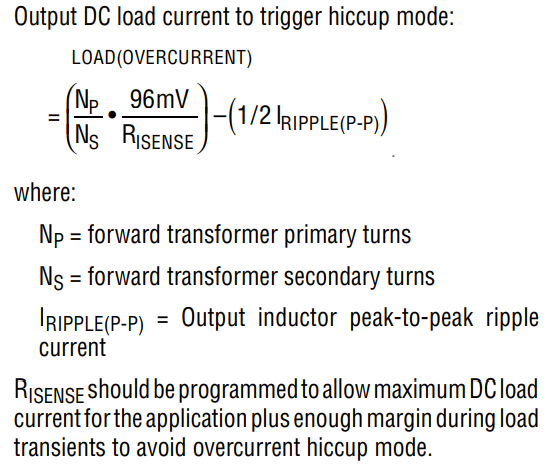 Output DC load current to trigger hiccup mode:
LOAD(OVERCURRENT)
= (NP/NS • 96mV/RISENSE) –(1/2 IRIPPLE(P-P))
where:
NP = forward transformer primary turns
NS = forward transformer secondary turns
IRIPPLE(P-P) = Output inductor peak-to-peak ripple
current
RISENSE should be programmed to allow maximum DC load
current for the application plus enough margin during load
transients to avoid overcurrent hiccup mode.